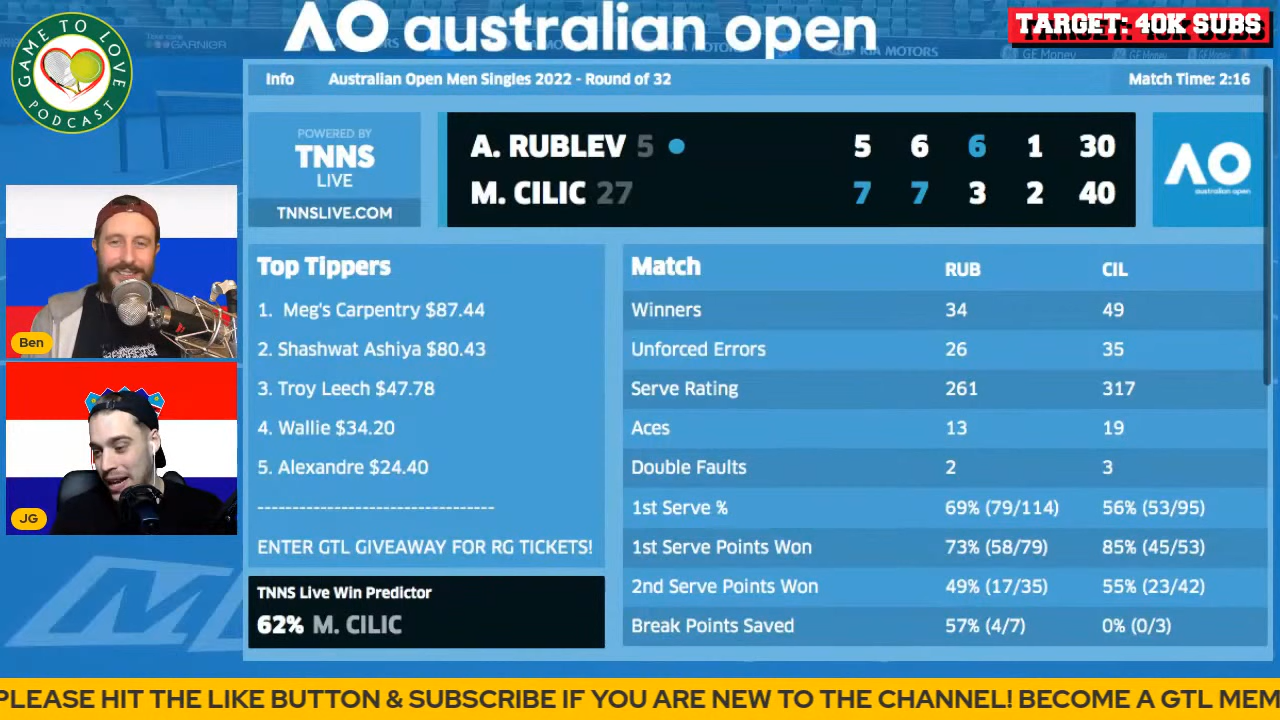 GAME TO LOVE
PODCAST
AO australian open
TARGET: 40K SUBS
GARNIER
KIA MOTORS
GE Money
Info
Australian Open Men Singles 2022 - Round of 32
Match Time: 2:16
POWERED BY
TNNS
LIVE
TNNSLIVE.COM
A. RUBLEV 5 5 6 6 1 30
M. CILIC 27 7 7 3 2 40
AO
australian open
Top Tippers
1. Meg's Carpentry $87.44
2. Shashwat Ashiya $80.43
3. Troy Leech $47.78
4. Wallie $34.20
5. Alexandre $24.40
----------------------------------
ENTER GTL GIVEAWAY FOR RG TICKETS!
TNNS Live Win Predictor
62% M. CILIC
Match RUB CIL
Winners 34 49
Unforced Errors 26 35
Serve Rating 261 317
Aces 13 19
Double Faults 2 3
1st Serve % 69% (79/114) 56% (53/95)
1st Serve Points Won 73% (58/79) 85% (45/53)
2nd Serve Points Won 49% (17/35) 55% (23/42)
Break Points Saved 57% (4/7) 0% (0/3)
Ben
JG
PLEASE HIT THE LIKE BUTTON & SUBSCRIBE IF YOU ARE NEW TO THE CHANNEL! BECOME A GTL MEM